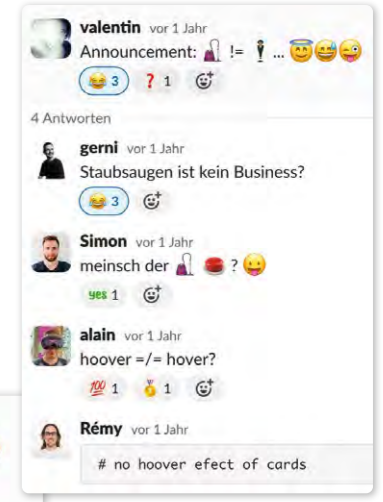 valentin vor 1 Jahr
Announcement: != ... 😇😅😜
😂 3 ❓ 1
4 Antworten
gerni vor 1 Jahr
Staubsaugen ist kein Business?
😂 3
Simon vor 1 Jahr
meinsch der ? 😛
yes 1
alain vor 1 Jahr
hoover =/= hover?
💯 1 🥇 1
Rémy vor 1 Jahr
# no hoover efect of cards